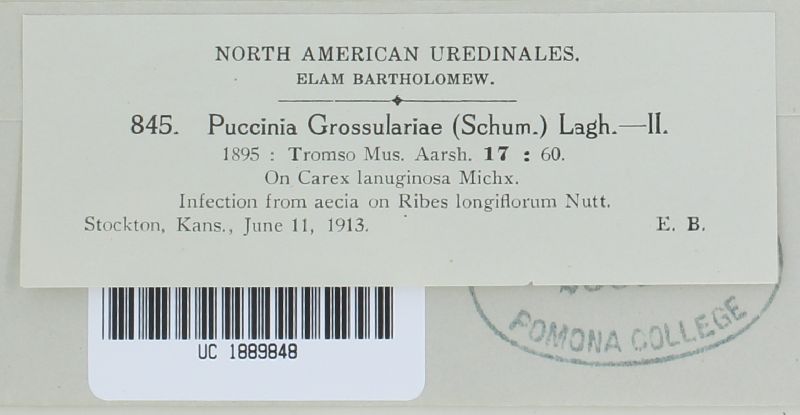 NORTH AMERICAN UREDINALES.
ELAM BARTHOLOMEW.
845. Puccinia Grossulariae (Schum.) Lagh.—II.
1895 : Tromso Mus. Aarsh. 17 : 60.
On Carex lanuginosa Michx.
Infection from aecia on Ribes longiflorum Nutt.
Stockton, Kans., June 11, 1913. E. B.
UC 1889848
POMONA COLLEGE